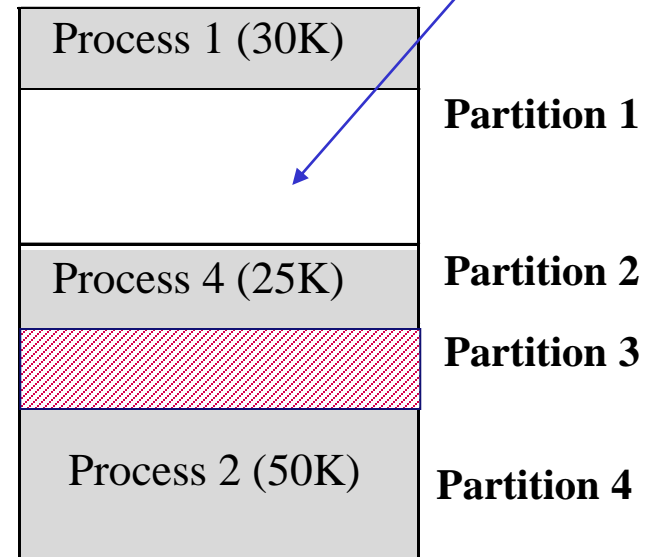 Process 1 (30K)
Partition 1
Process 4 (25K)
Partition 2
Partition 3
Process 2 (50K)
Partition 4